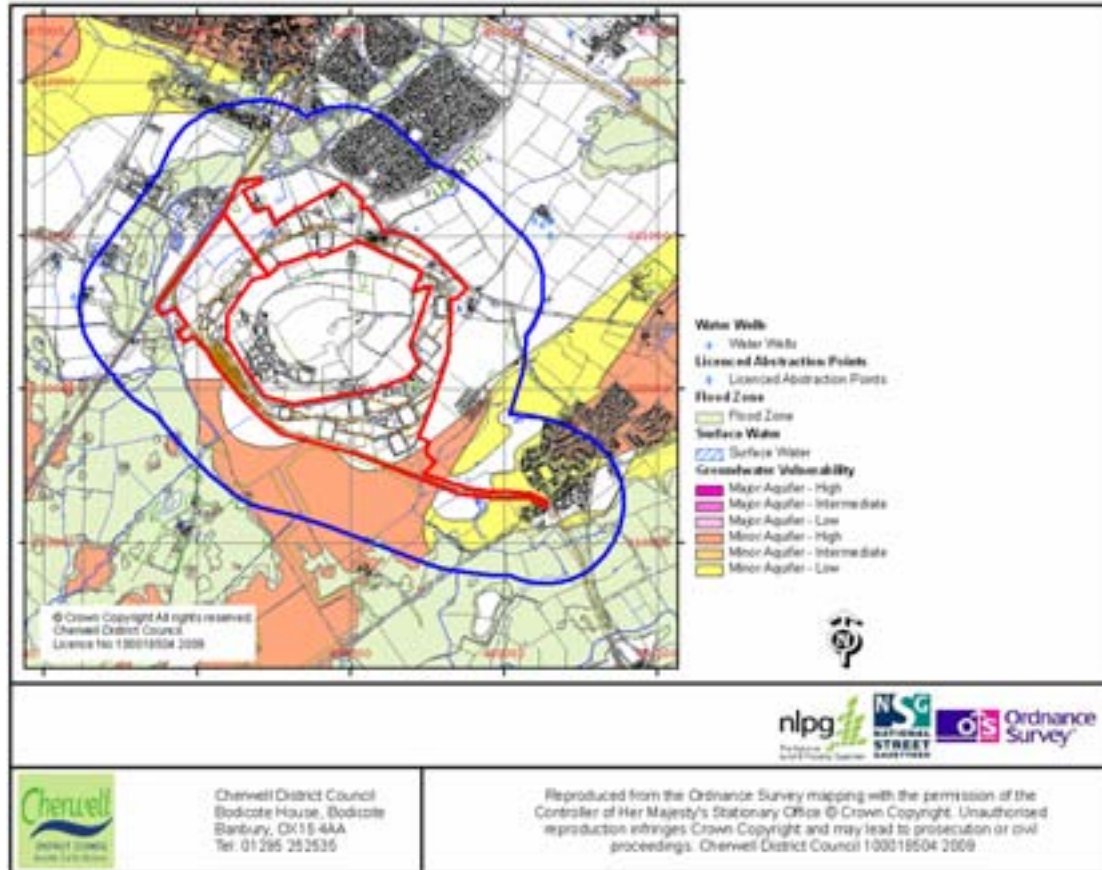 © Crown Copyright All rights reserved
Cherwell District Council
Licence No 100018504 2009
Water Wells
Water Wells
Licenced Abstraction Points
Licenced Abstraction Points
Flood Zone
Flood Zone
Surface Water
Surface Water
Groundwater Vulnerability
Major Aquifer - High
Major Aquifer - Intermediate
Major Aquifer - Low
Minor Aquifer - High
Minor Aquifer - Intermediate
Minor Aquifer - Low
N
nlpg
NSG
NATIONAL
STREET
GAZETTEER
OS
Ordnance
Survey
Cherwell
DISTRICT COUNCIL
Cherwell District Council
Bodicote House, Bodicote
Banbury, OX15 4AA
Tel: 01295 252535
Reproduced from the Ordnance Survey mapping with the permission of the
Controller of Her Majesty's Stationary Office © Crown Copyright. Unauthorised
reproduction infringes Crown Copyright and may lead to prosecution or civil
proceedings. Cherwell District Council 100018504 2009